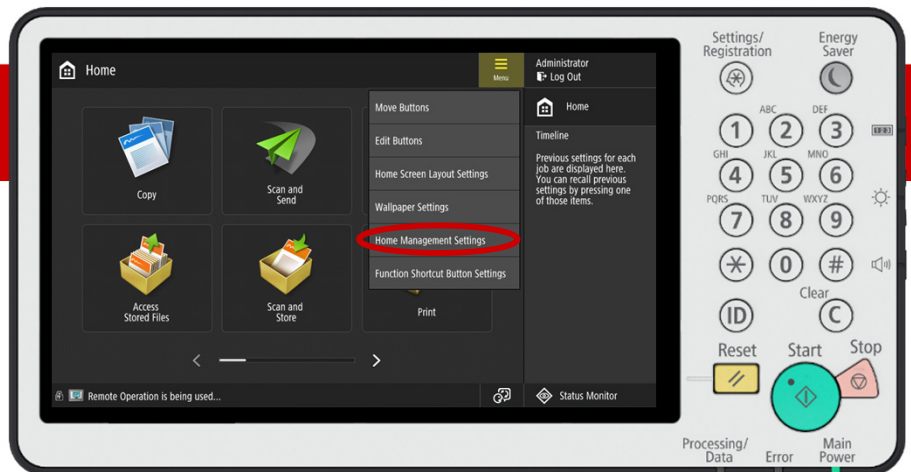 Home
Menu
Administrator
Log Out
Copy
Scan and
Send
Access
Stored Files
Scan and
Store
Print
Move Buttons
Edit Buttons
Home Screen Layout Settings
Wallpaper Settings
Home Management Settings
Function Shortcut Button Settings
Home
Timeline
Previous settings for each
job are displayed here.
You can recall previous
settings by pressing one
of those items.
Remote Operation is being used...
Status Monitor
Settings/
Registration
Energy
Saver
ABC
DEF
1
2
3
GHI
JKL
MNO
4
5
6
PQRS
TUV
WXYZ
7
8
9
0
#
Clear
ID
C
Reset
Start
Stop
Processing/
Data
Error
Main
Power